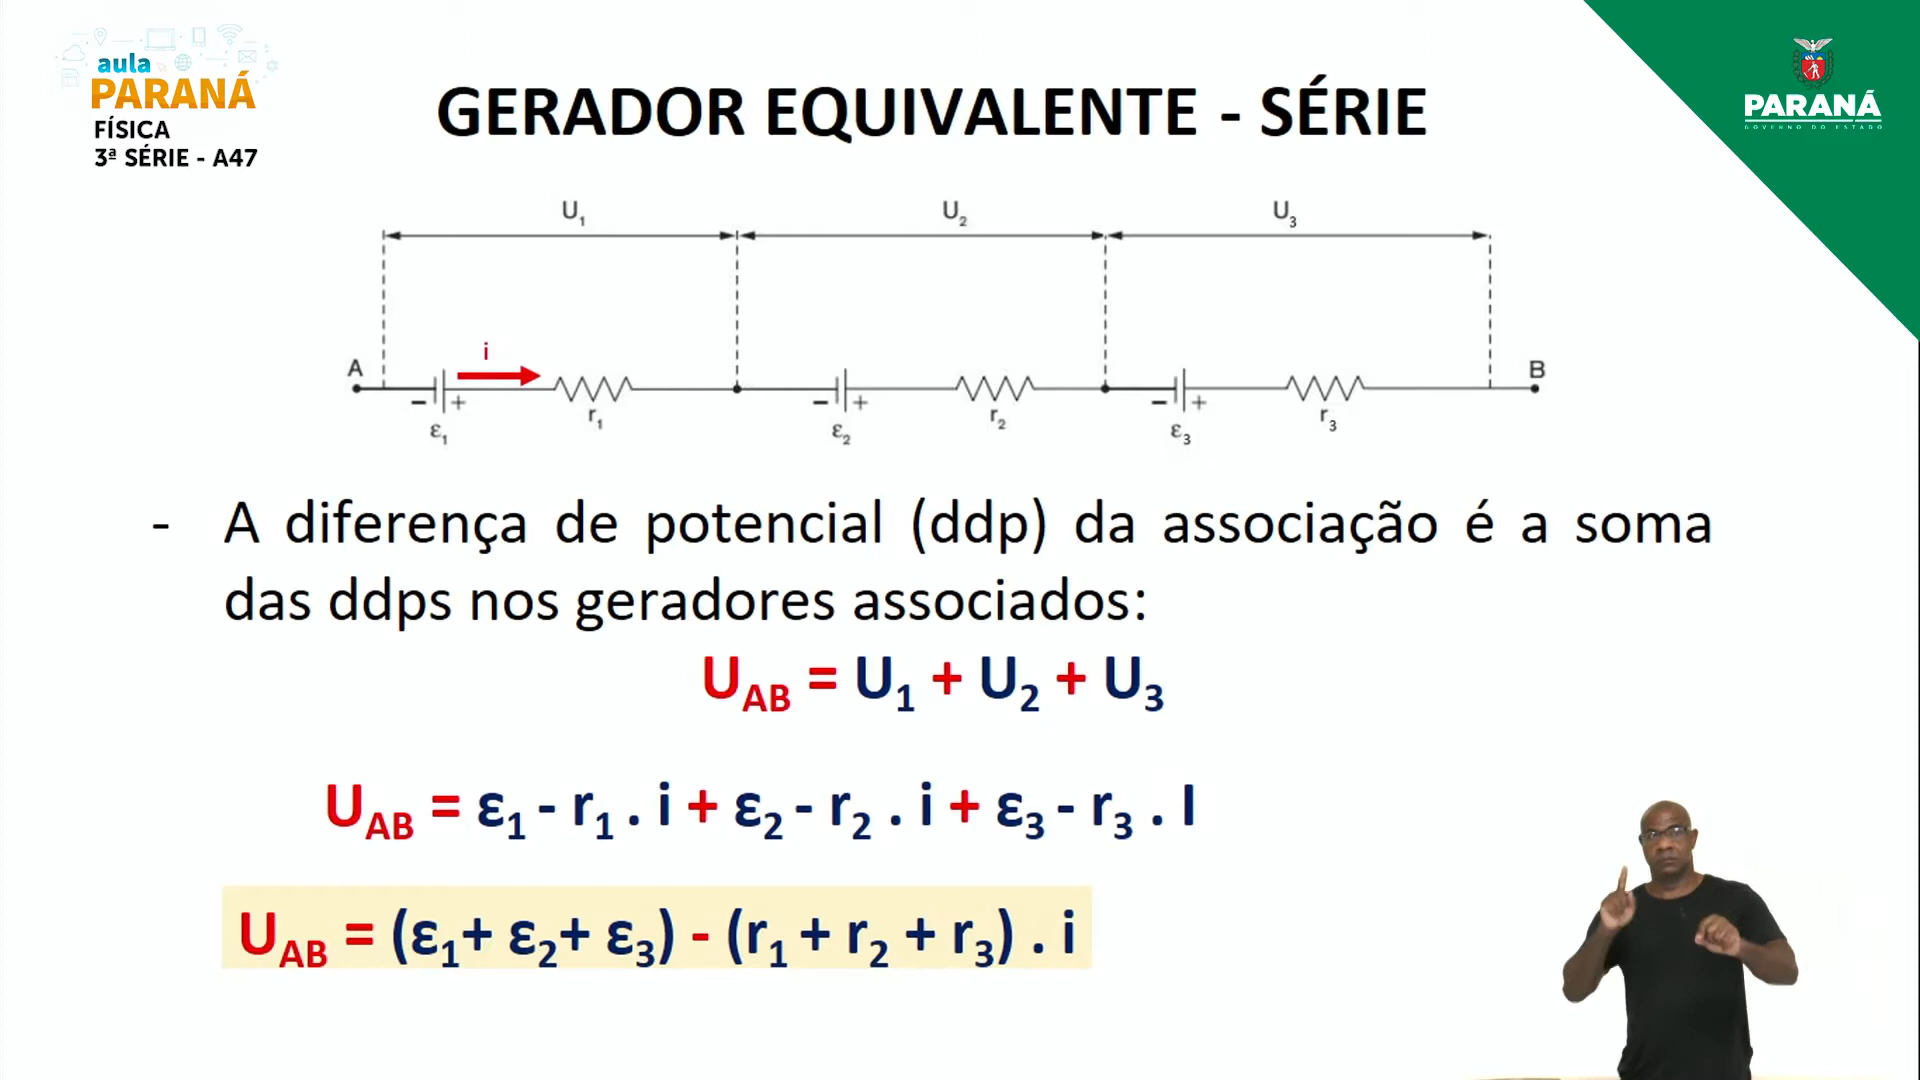 aula
PARANÁ
FÍSICA
3ª SÉRIE - A47
GERADOR EQUIVALENTE - SÉRIE
PARANÁ
GOVERNO DO ESTADO
U₁ U₂ U₃
i
A B
− + − + − +
r₁ r₂ r₃
ε₁ ε₂ ε₃
- A diferença de potencial (ddp) da associação é a soma
das ddps nos geradores associados:
U_AB = U₁ + U₂ + U₃
U_AB = ε₁ - r₁ . i + ε₂ - r₂ . i + ε₃ - r₃ . I
U_AB = (ε₁+ ε₂+ ε₃) - (r₁ + r₂ + r₃) . i